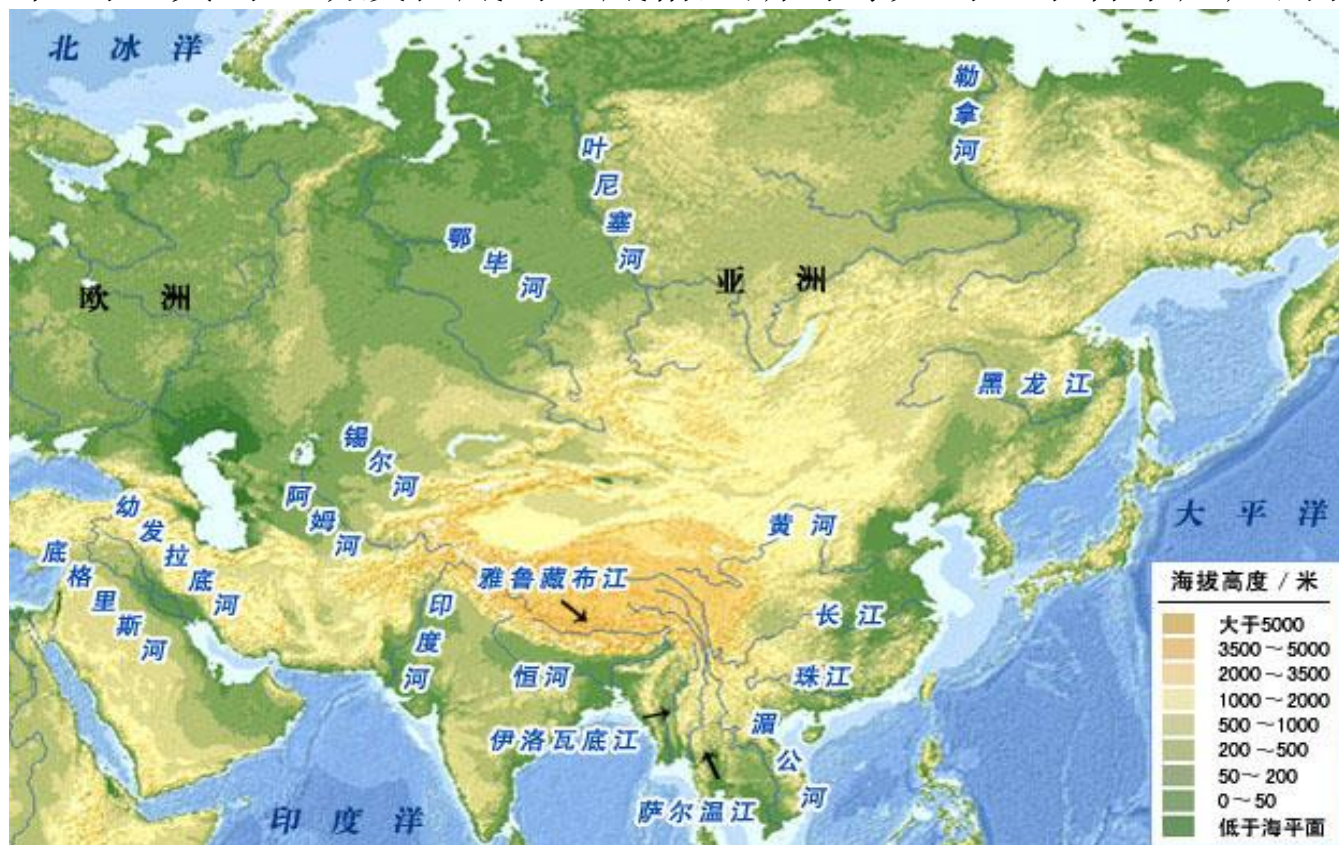 北冰洋
勒拿河
叶尼塞河
鄂毕河
欧洲
亚洲
黑龙江
锡尔河
阿姆河
幼发拉底河
底格里斯河
黄河
大平洋
雅鲁藏布江
印度河
长江
恒河
珠江
湄公河
伊洛瓦底江
萨尔温江
印度洋
海拔高度 / 米
大于5000
3500～5000
2000～3500
1000～2000
500～1000
200～500
50～200
0～50
低于海平面